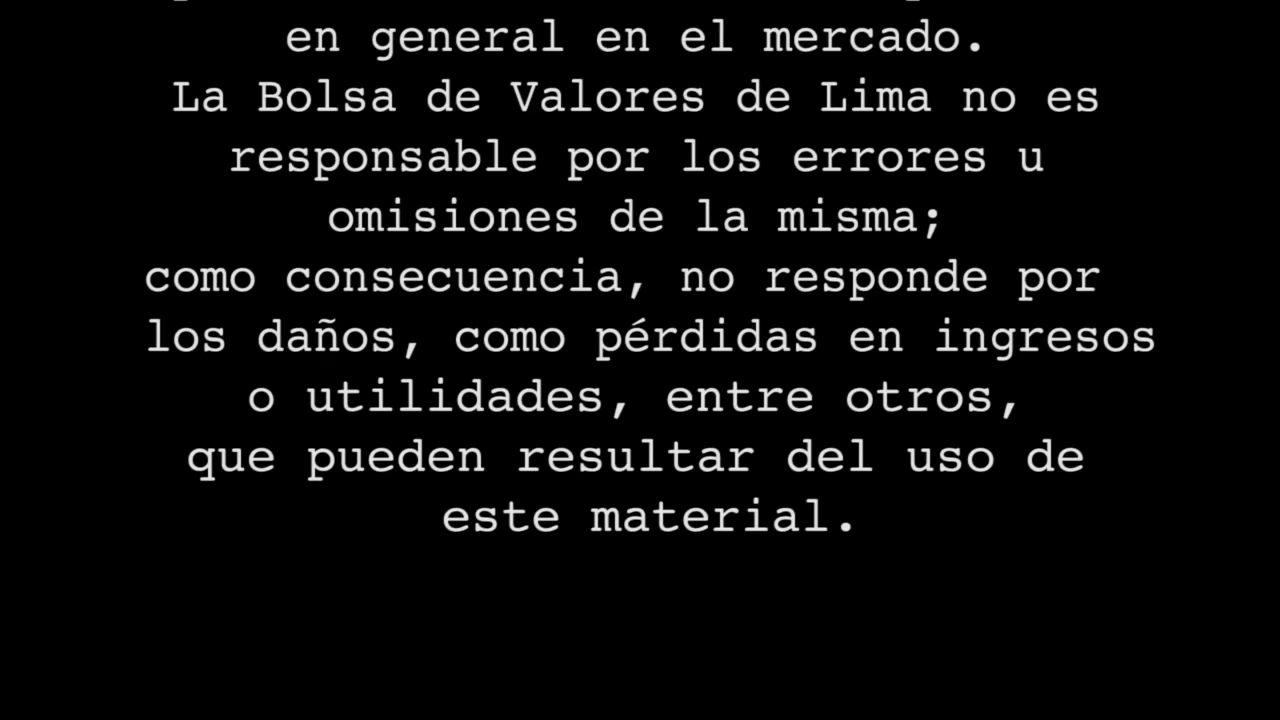 en general en el mercado.
La Bolsa de Valores de Lima no es
responsable por los errores u
omisiones de la misma;
como consecuencia, no responde por
los daños, como pérdidas en ingresos
o utilidades, entre otros,
que pueden resultar del uso de
este material.